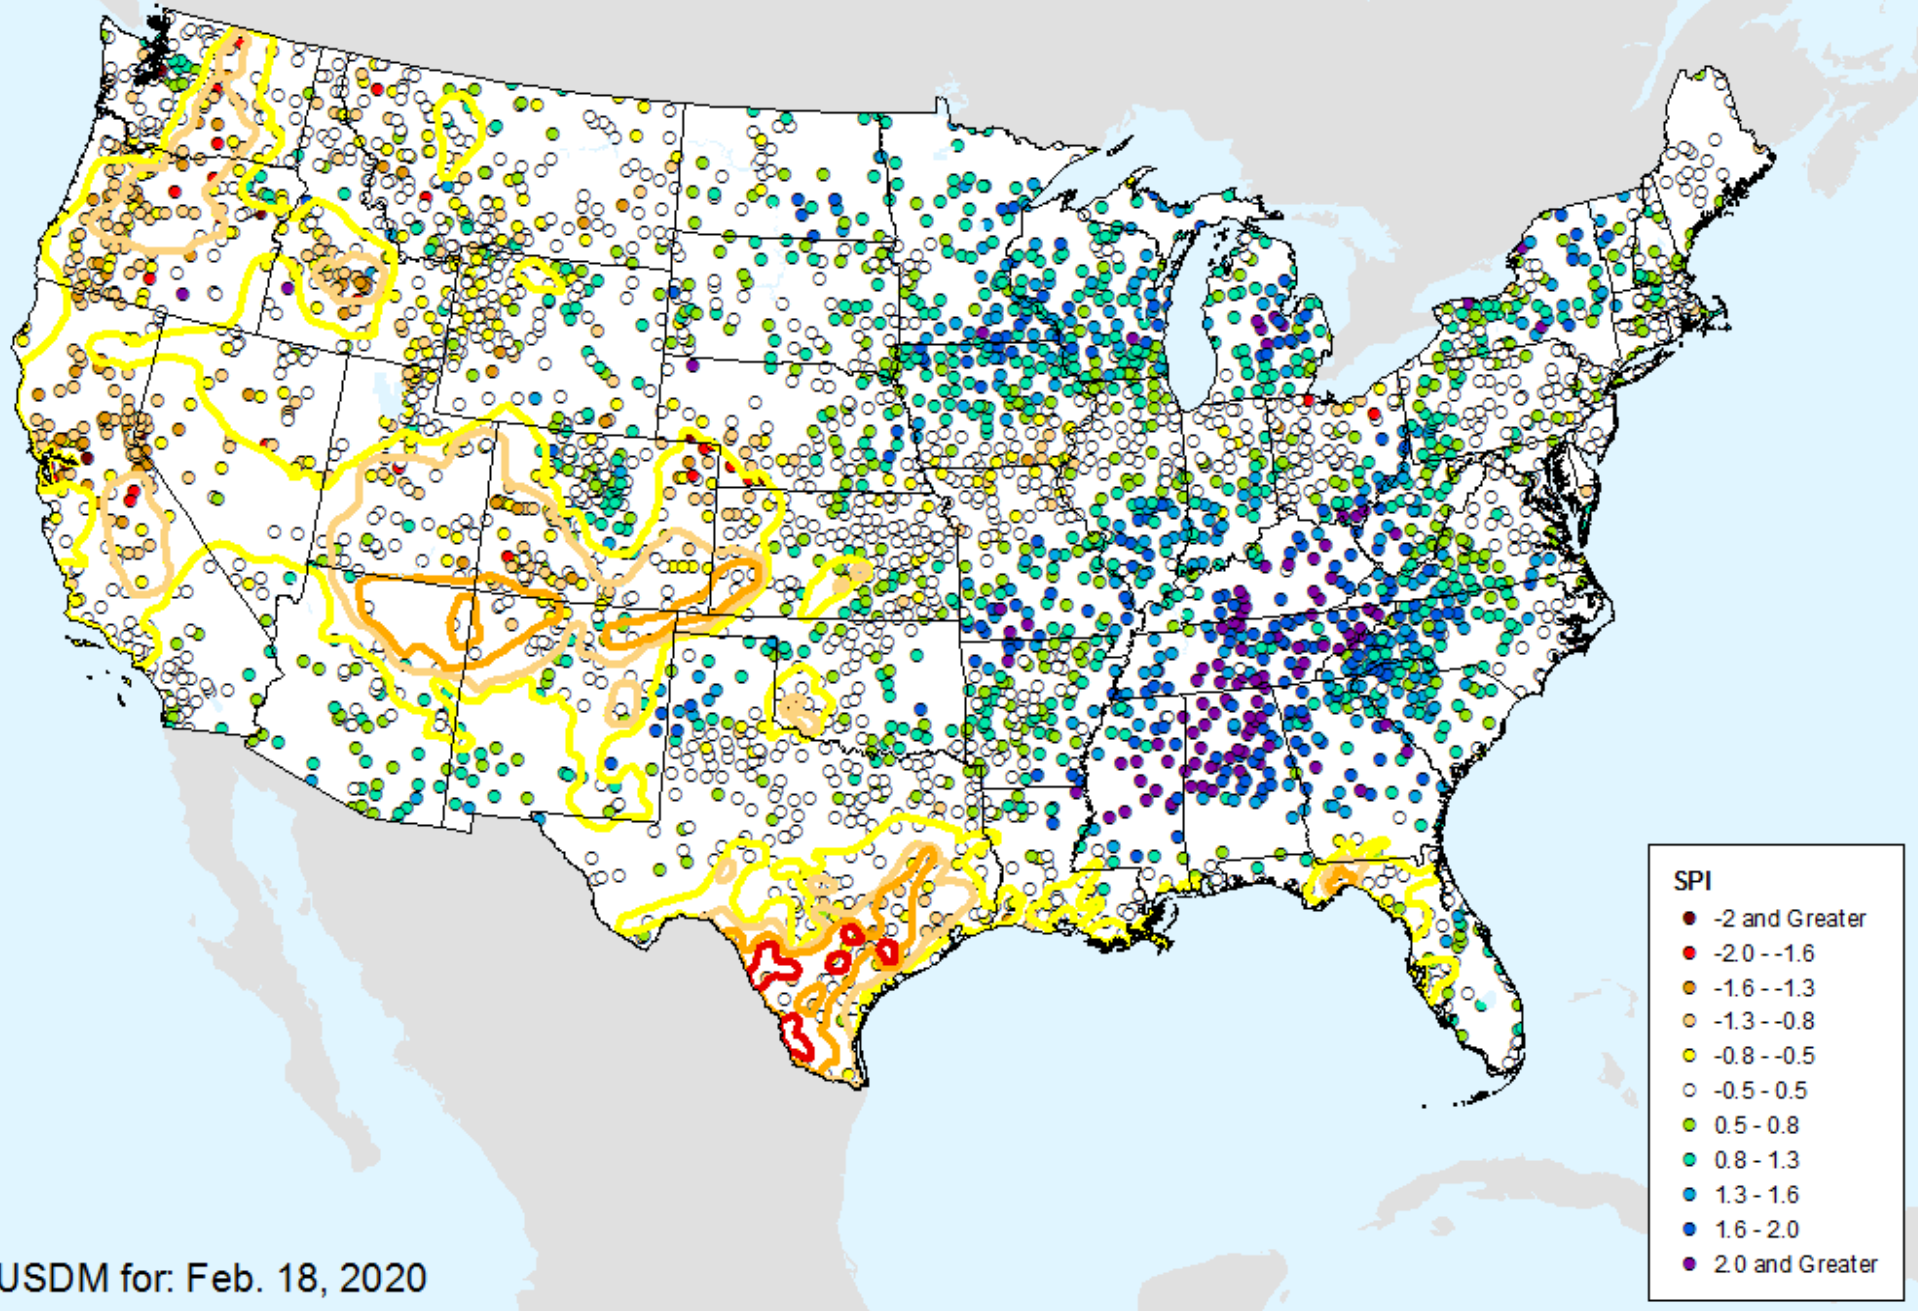 SPI
-2 and Greater
-2.0 - -1.6
-1.6 - -1.3
-1.3 - -0.8
-0.8 - -0.5
-0.5 - 0.5
0.5 - 0.8
0.8 - 1.3
1.3 - 1.6
1.6 - 2.0
2.0 and Greater
USDM for: Feb. 18, 2020